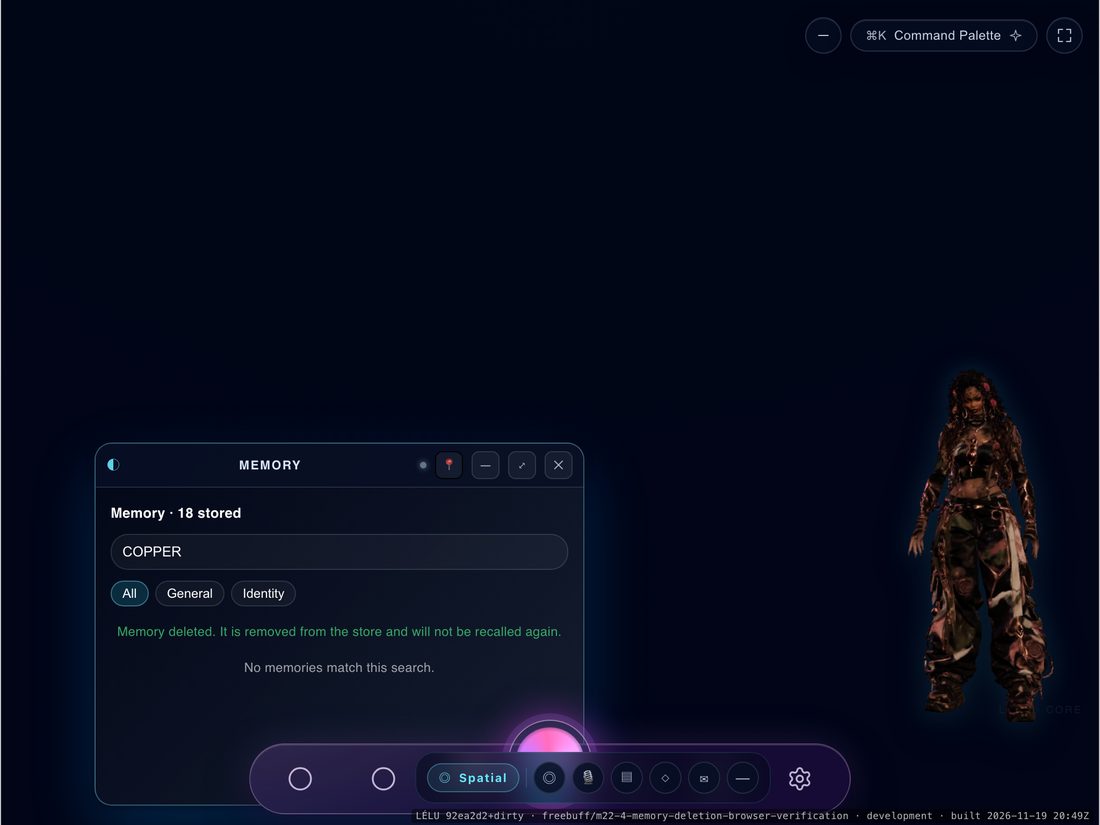 ⌘K Command Palette
MEMORY
Memory · 18 stored
COPPER
All General Identity
Memory deleted. It is removed from the store and will not be recalled again.
No memories match this search.
CORE
Spatial
LÉLU 92ea2d2+dirty · freebuff/m22-4-memory-deletion-browser-verification · development · built 2026-11-19 20:49Z